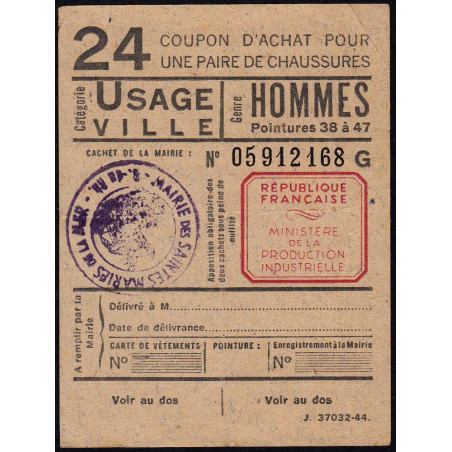 24 COUPON D'ACHAT POUR
UNE PAIRE DE CHAUSSURES
Catégorie
USAGE
VILLE
Genre
HOMMES
Pointures 38 à 47
CACHET DE LA MAIRIE :
Nº 05912168 G
MAIRIE DES SAINTES MARIES DE LA MER
Apposition obligatoire des
deux cachets sous peine de
nullité
RÉPUBLIQUE
FRANÇAISE
MINISTÈRE
DE LA
PRODUCTION
INDUSTRIELLE
A remplir par la
Mairie
Délivré à M
Date de délivrance
CARTE DE VÊTEMENTS
Nº
POINTURE :
Enregistrement à la Mairie
Nº
Voir au dos
Voir au dos
J. 37032-44.